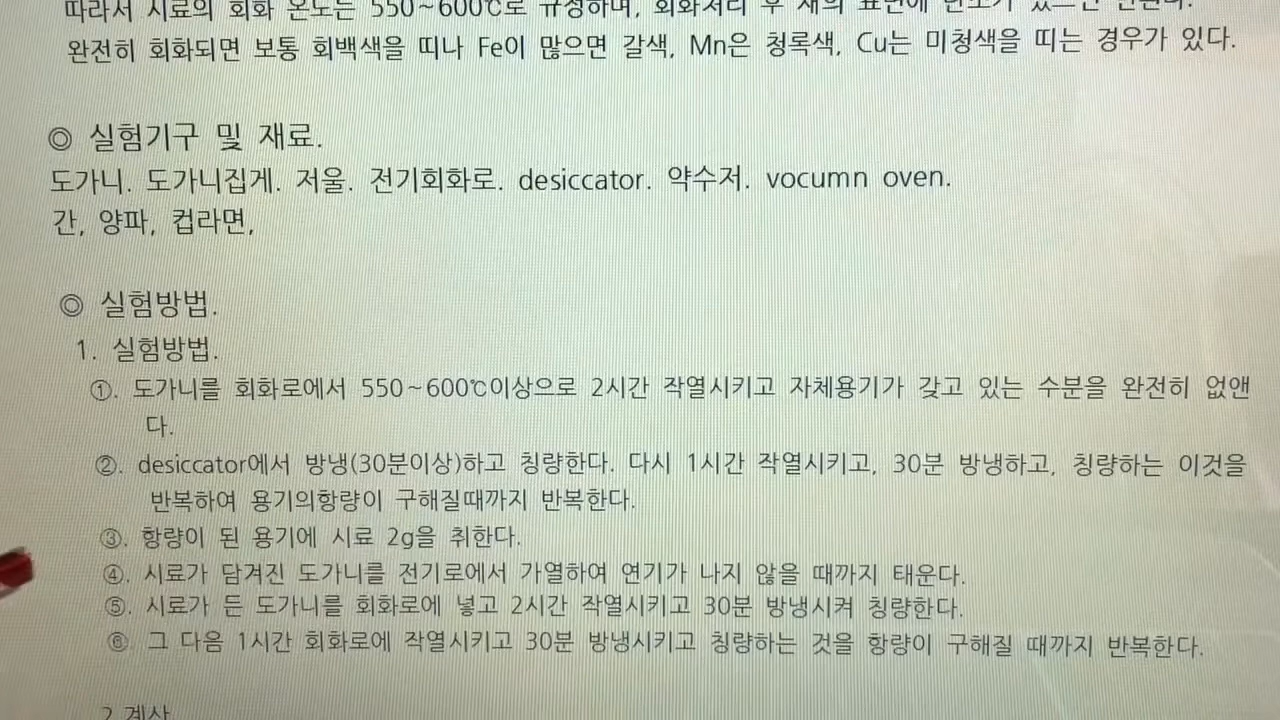 따라서 시료의 회화 온도는 550~600℃로 규정하며, 회화처리 후 재의 표면에 탄소가
완전히 회화되면 보통 회백색을 띠나 Fe이 많으면 갈색, Mn은 청록색, Cu는 미청색을 띠는 경우가 있다.
◎ 실험기구 및 재료.
도가니. 도가니집게. 저울. 전기회화로. desiccator. 약수저. vocumn oven.
간, 양파, 컵라면,
◎ 실험방법.
1. 실험방법.
①. 도가니를 회화로에서 550~600℃이상으로 2시간 작열시키고 자체용기가 갖고 있는 수분을 완전히 없앤
다.
②. desiccator에서 방냉(30분이상)하고 칭량한다. 다시 1시간 작열시키고, 30분 방냉하고, 칭량하는 이것을
반복하여 용기의항량이 구해질때까지 반복한다.
③. 항량이 된 용기에 시료 2g을 취한다.
④. 시료가 담겨진 도가니를 전기로에서 가열하여 연기가 나지 않을 때까지 태운다.
⑤. 시료가 든 도가니를 회화로에 넣고 2시간 작열시키고 30분 방냉시켜 칭량한다.
⑥. 그 다음 1시간 회화로에 작열시키고 30분 방냉시키고 칭량하는 것을 항량이 구해질 때까지 반복한다.
2.계산